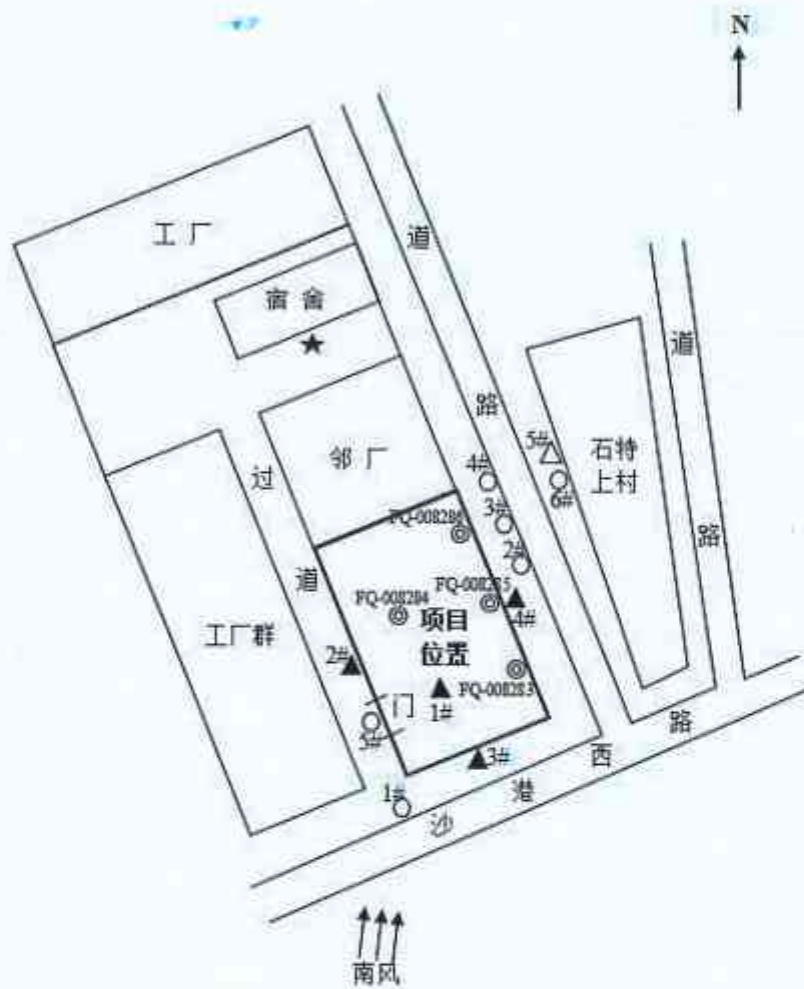 N
工厂
宿舍
道
道
路
石特
上村
5#
6#
4#
3#
2#
邻厂
过
道
FQ-008286
FQ-008285
FQ-008284
4#
项目
位置
工厂群
2#
门
1#
FQ-008283
5#
3#
1#
路
沙港西路
南风